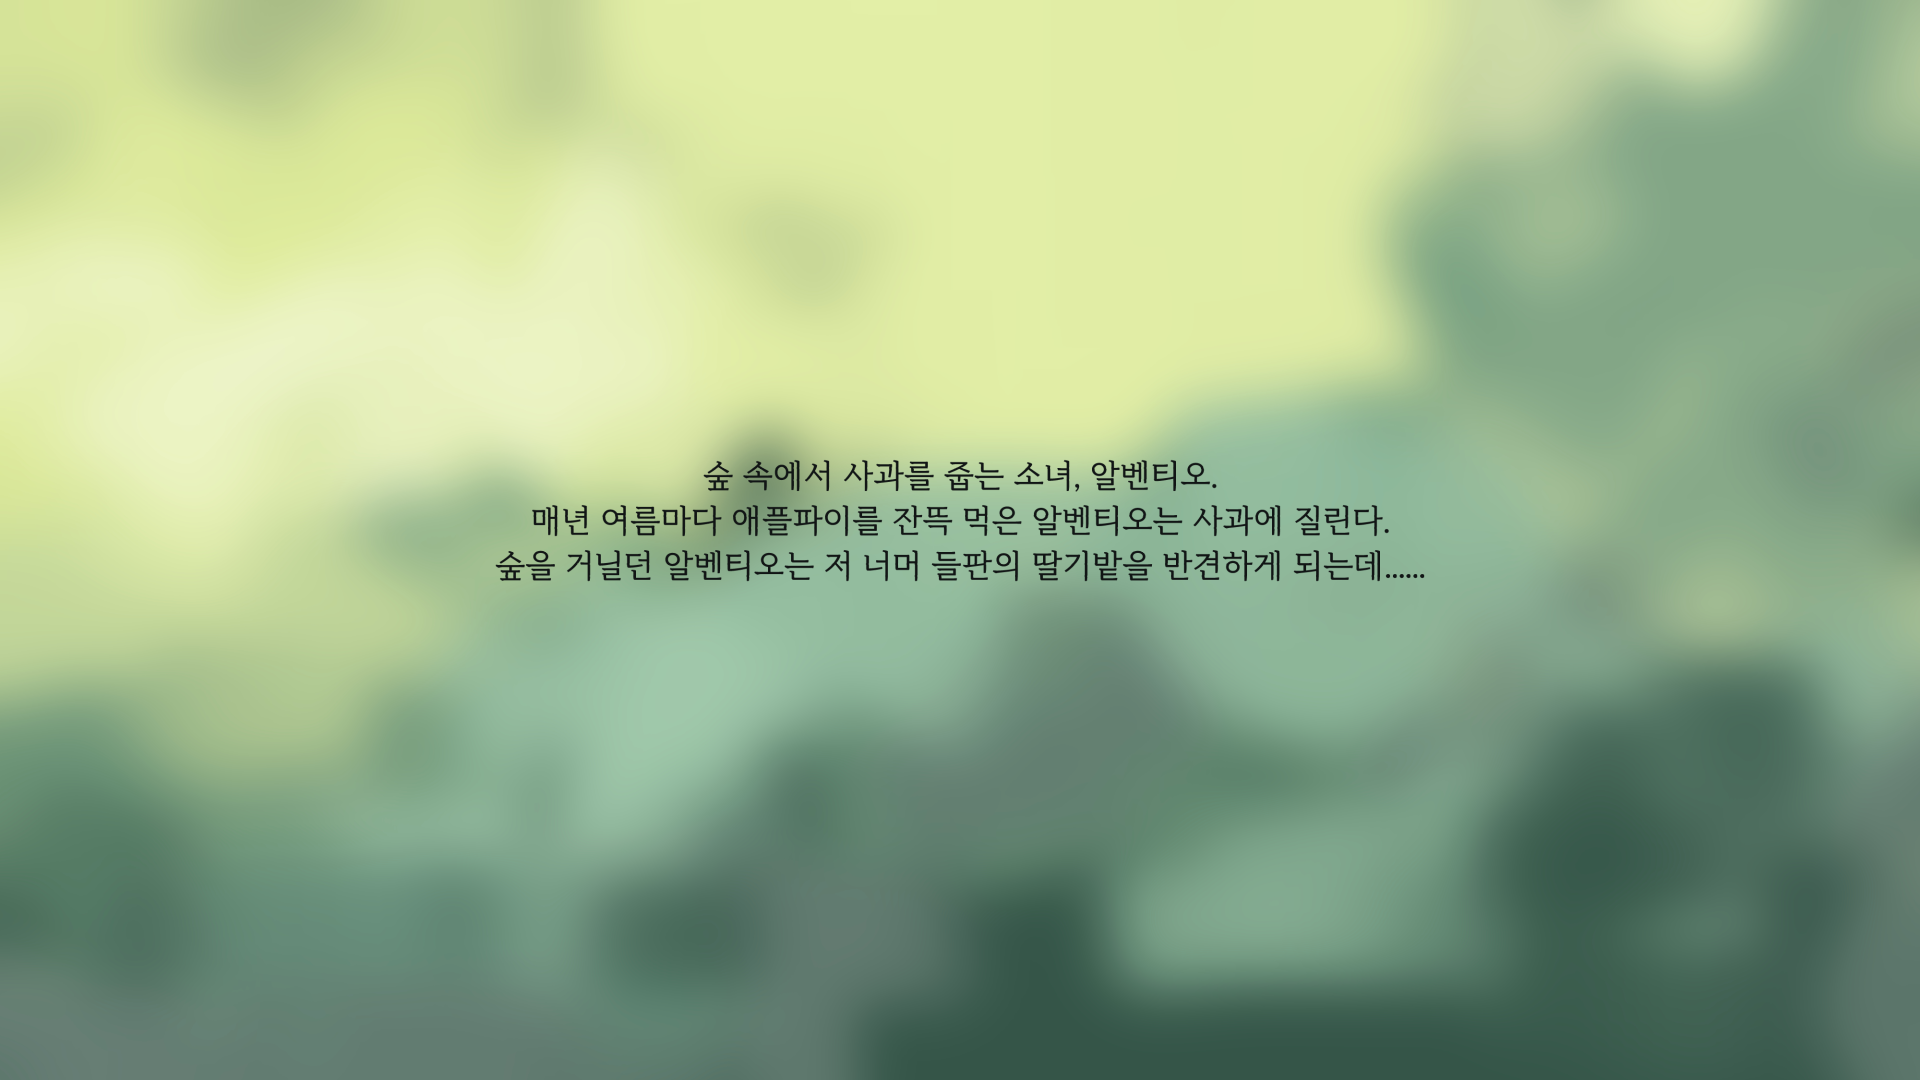 숲 속에서 사과를 줍는 소녀, 알벤티오.
매년 여름마다 애플파이를 잔뜩 먹은 알벤티오는 사과에 질린다.
숲을 거닐던 알벤티오는 저 너머 들판의 딸기밭을 반견하게 되는데......